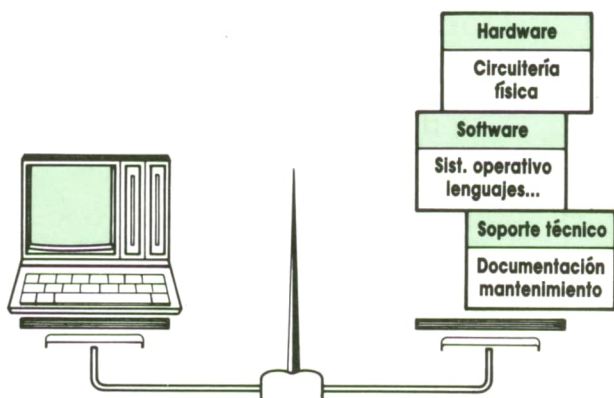 Hardware
Circuitería
física
Software
Sist. operativo
lenguajes...
Soporte técnico
Documentación
mantenimiento